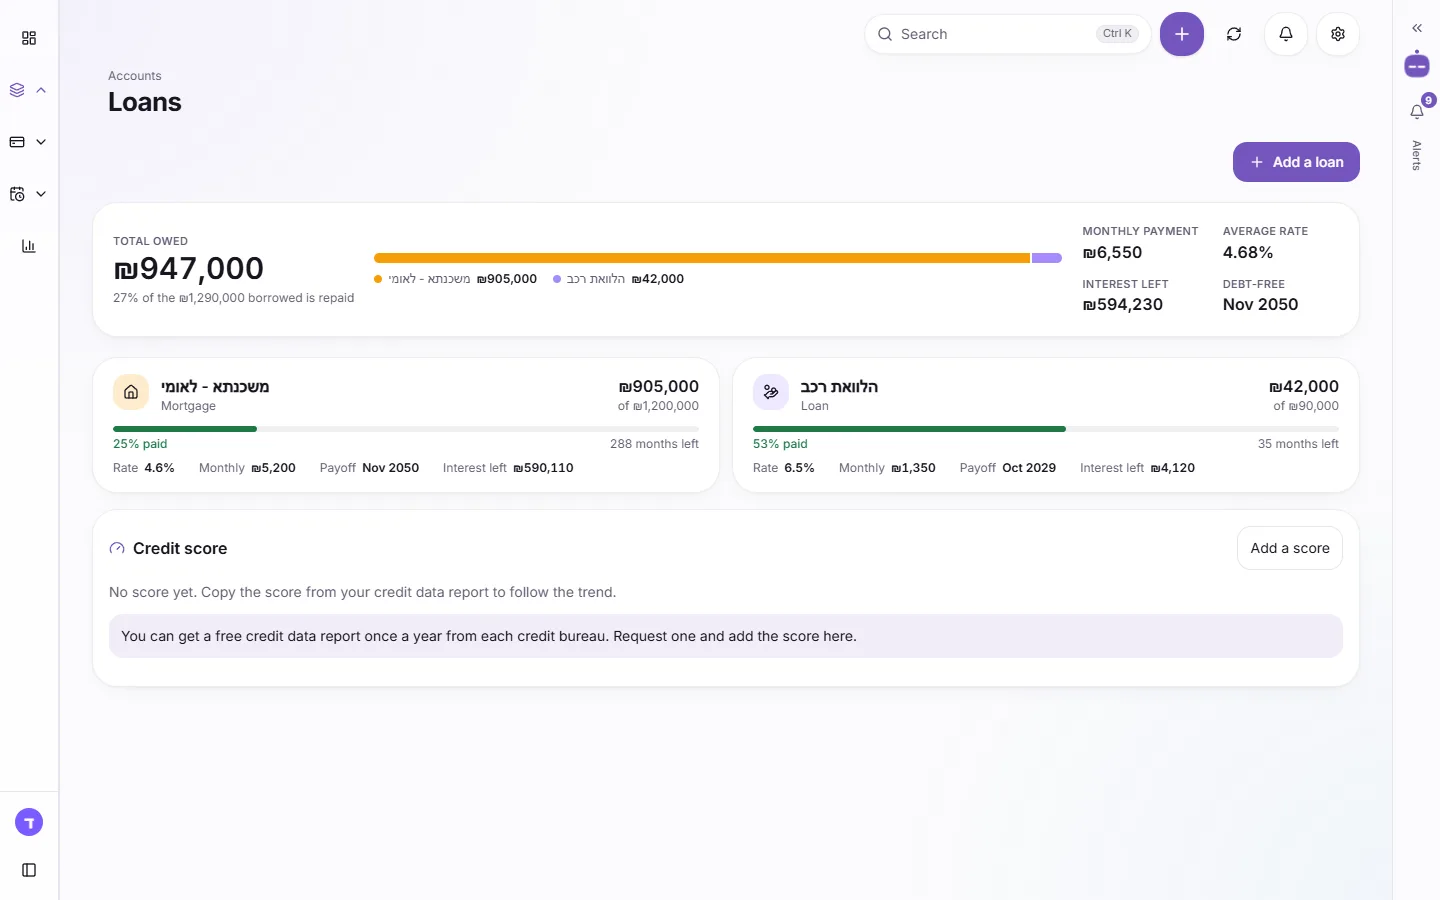 Search
Ctrl K
Accounts
Loans
9
Alerts
+ Add a loan
TOTAL OWED
₪947,000
27% of the ₪1,290,000 borrowed is repaid
משכנתא - לאומי ₪905,000
הלוואת רכב ₪42,000
MONTHLY PAYMENT
₪6,550
AVERAGE RATE
4.68%
INTEREST LEFT
₪594,230
DEBT-FREE
Nov 2050
משכנתא - לאומי
Mortgage
₪905,000
of ₪1,200,000
25% paid
288 months left
Rate 4.6% Monthly ₪5,200 Payoff Nov 2050 Interest left ₪590,110
הלוואת רכב
Loan
₪42,000
of ₪90,000
53% paid
35 months left
Rate 6.5% Monthly ₪1,350 Payoff Oct 2029 Interest left ₪4,120
Credit score
Add a score
No score yet. Copy the score from your credit data report to follow the trend.
You can get a free credit data report once a year from each credit bureau. Request one and add the score here.
ד